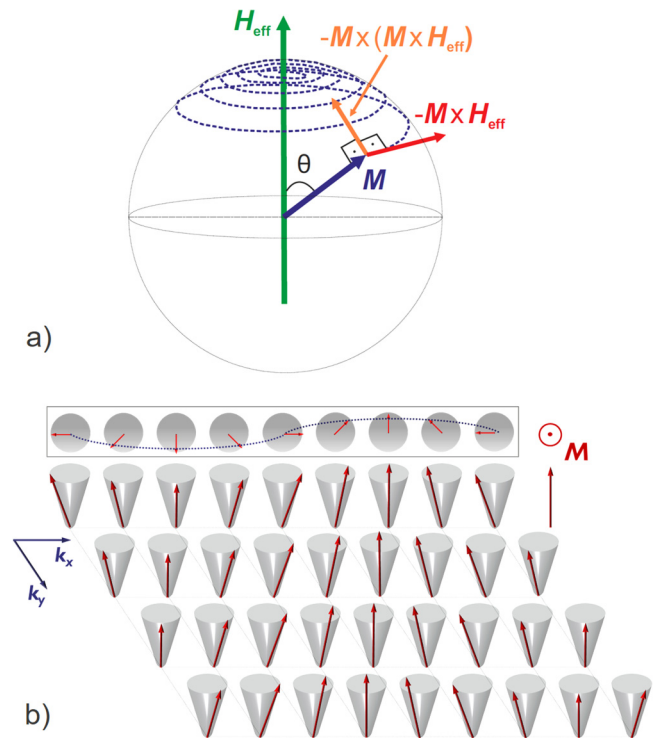 H_eff
-M x (M x H_eff)
-M x H_eff
θ
M
a)
M
k_x
k_y
b)